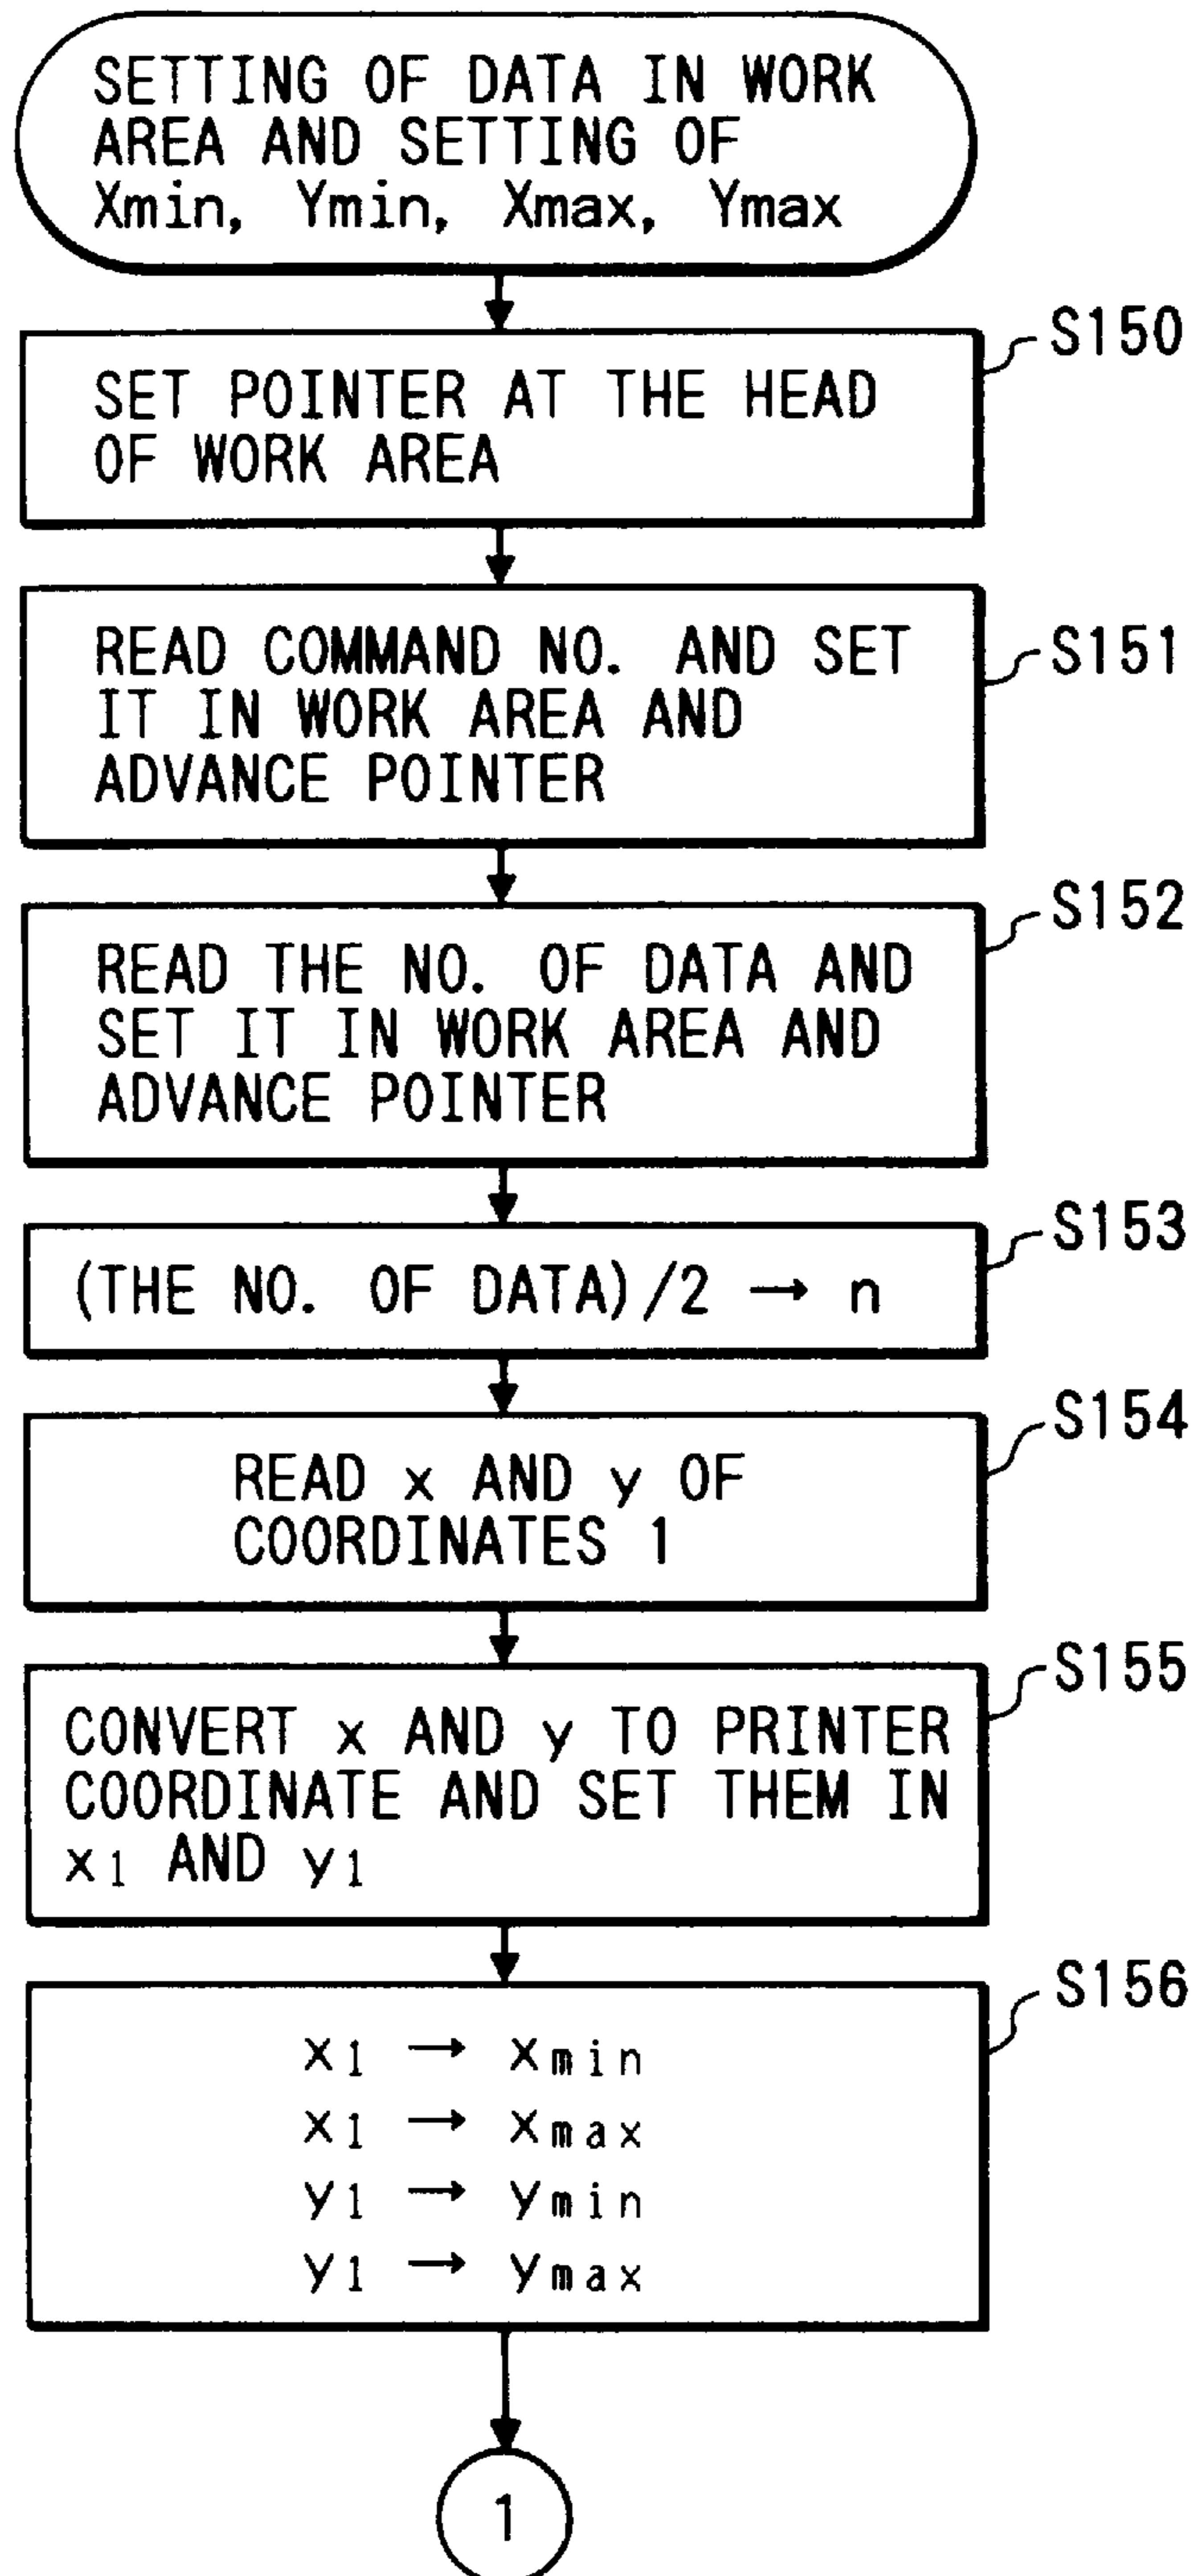 SETTING OF DATA IN WORK
AREA AND SETTING OF
Xmin, Ymin, Xmax, Ymax
S150
SET POINTER AT THE HEAD
OF WORK AREA
S151
READ COMMAND NO. AND SET
IT IN WORK AREA AND
ADVANCE POINTER
S152
READ THE NO. OF DATA AND
SET IT IN WORK AREA AND
ADVANCE POINTER
S153
(THE NO. OF DATA)/2 → n
S154
READ x AND y OF
COORDINATES 1
S155
CONVERT x AND y TO PRINTER
COORDINATE AND SET THEM IN
x₁ AND y₁
S156
x₁ → xmin
x₁ → xmax
y₁ → ymin
y₁ → ymax
1